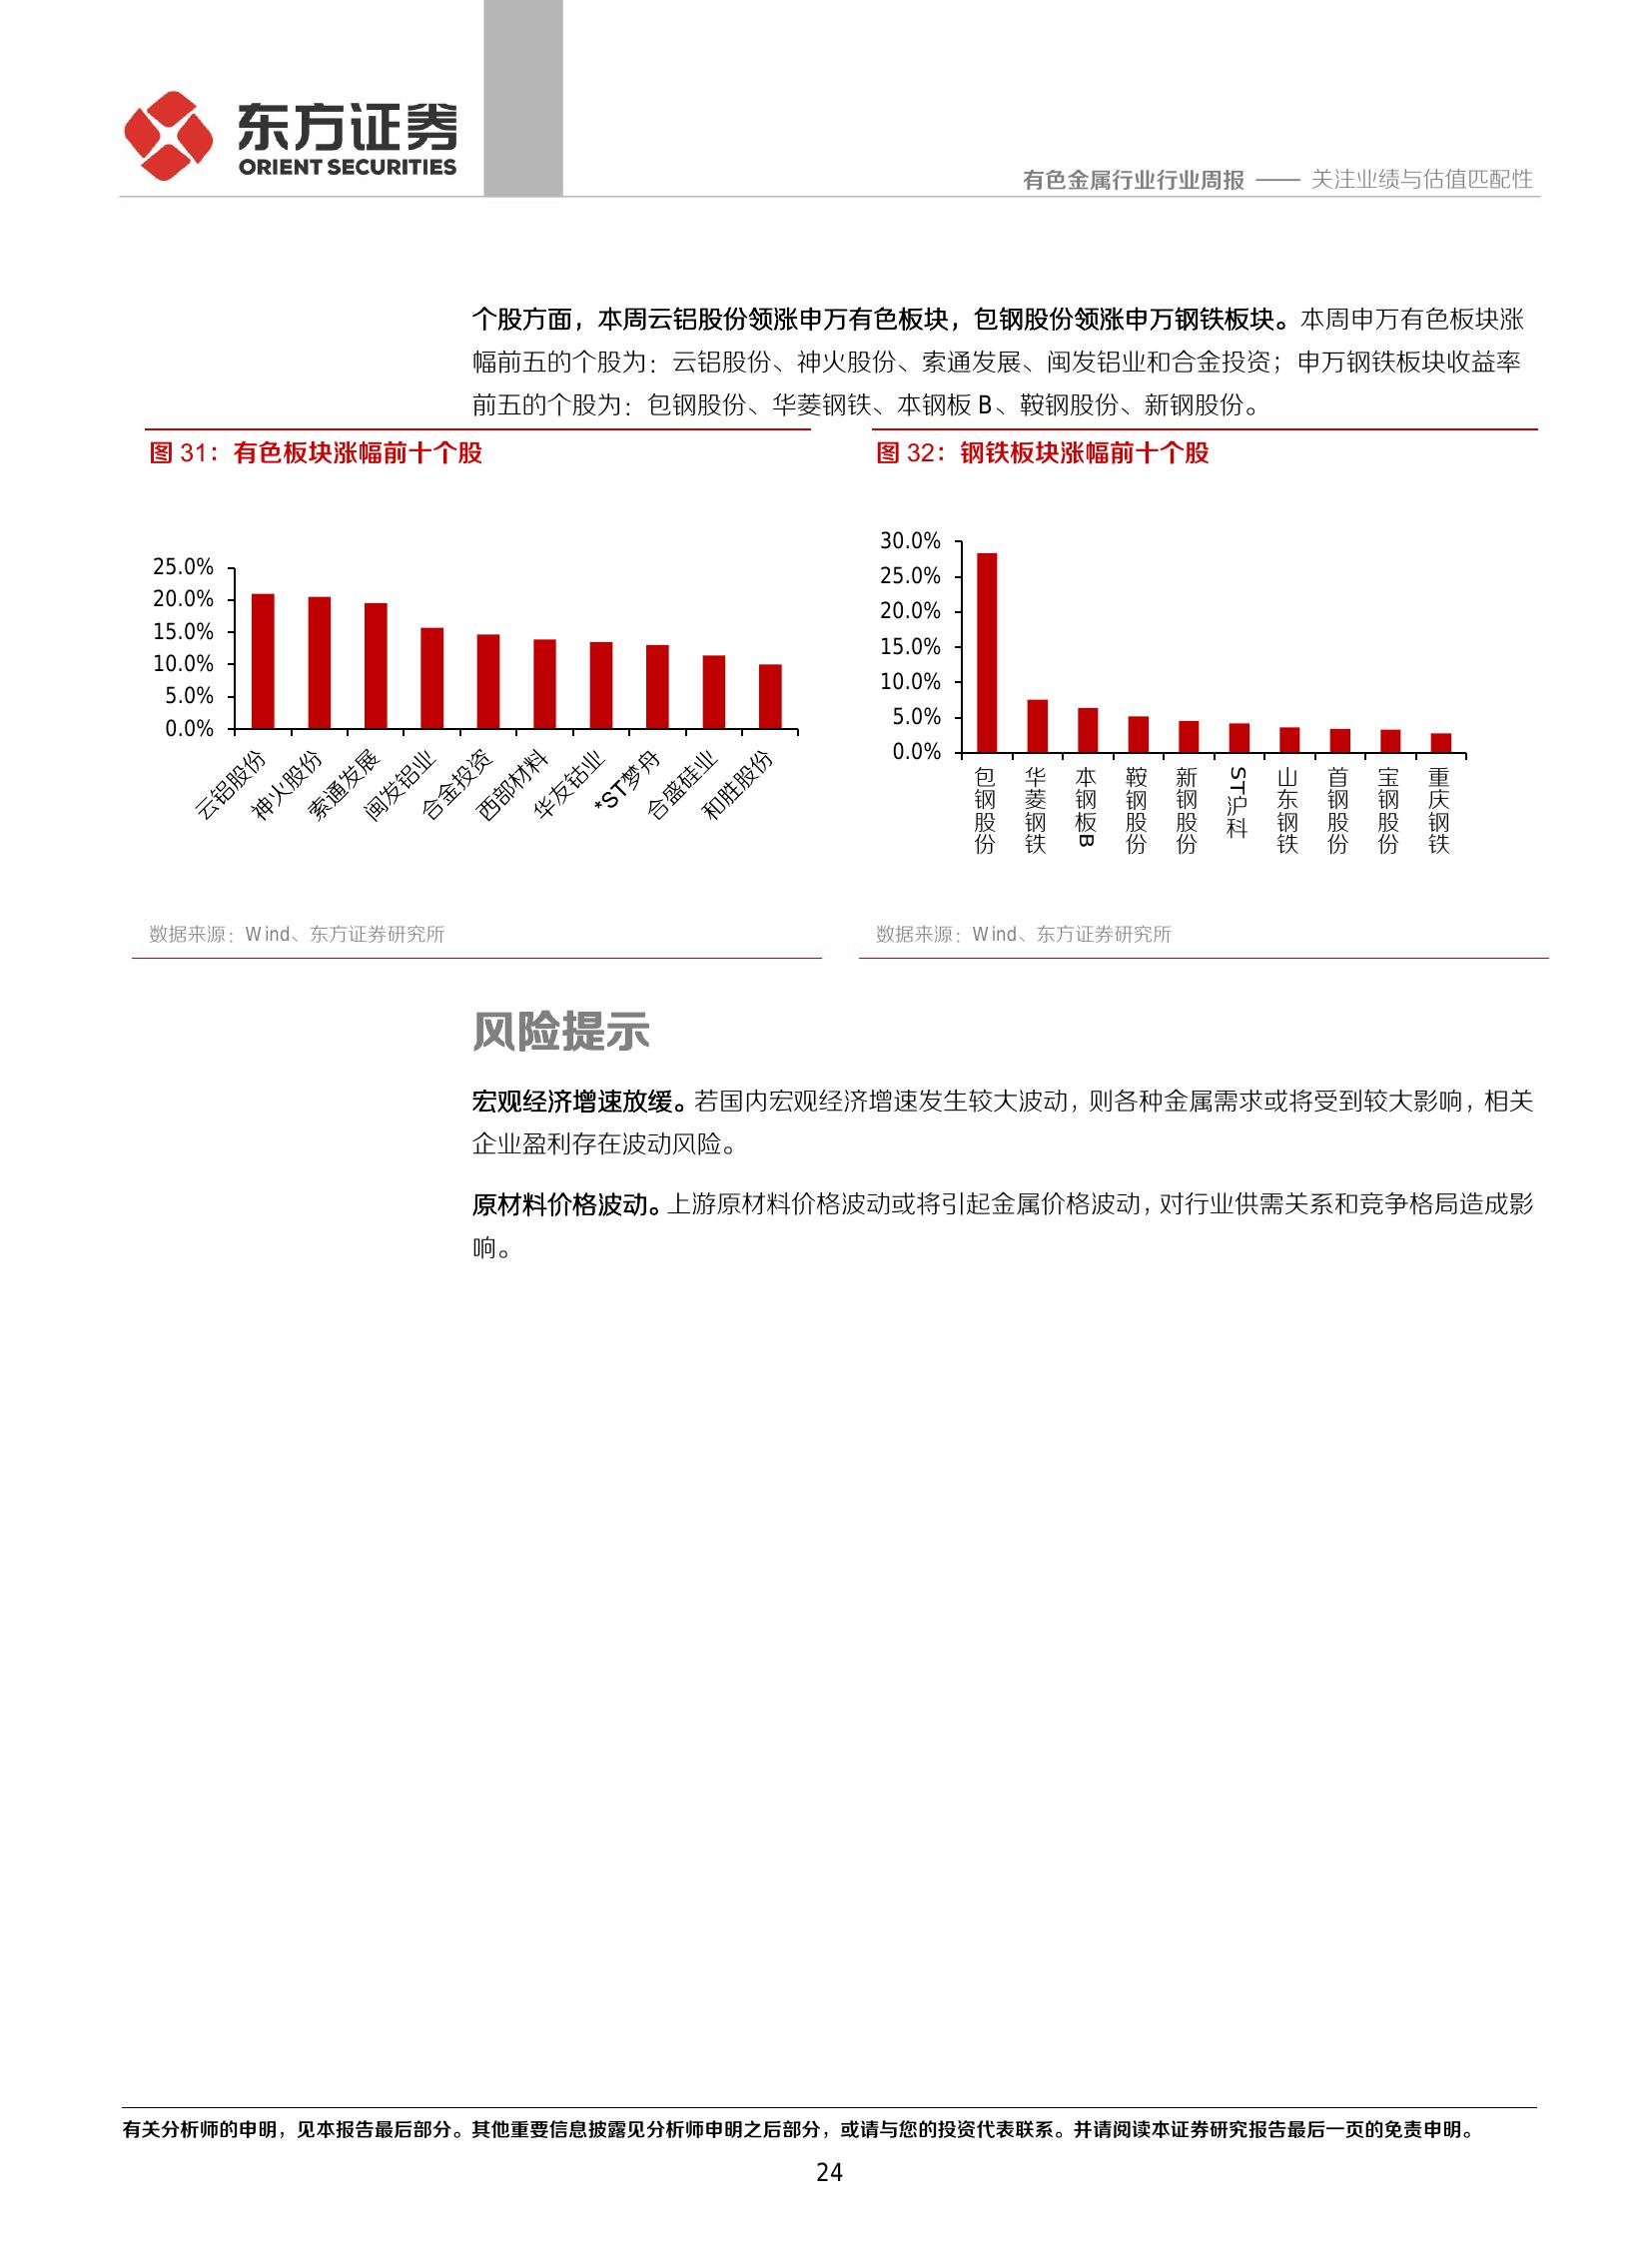 东方证券
ORIENT SECURITIES
有色金属行业行业周报 —— 关注业绩与估值匹配性
个股方面，本周云铝股份领涨申万有色板块，包钢股份领涨申万钢铁板块。本周申万有色板块涨
幅前五的个股为：云铝股份、神火股份、索通发展、闽发铝业和合金投资；申万钢铁板块收益率
前五的个股为：包钢股份、华菱钢铁、本钢板 B、鞍钢股份、新钢股份。
图 31：有色板块涨幅前十个股
25.0%
20.0%
15.0%
10.0%
5.0%
0.0%
云铝股份
神火股份
索通发展
闽发铝业
合金投资
西部材料
华友钴业
*ST梦舟
合盛硅业
和胜股份
数据来源：Wind、东方证券研究所
图 32：钢铁板块涨幅前十个股
30.0%
25.0%
20.0%
15.0%
10.0%
5.0%
0.0%
包钢股份
华菱钢铁
本钢板B
鞍钢股份
新钢股份
ST沪科
山东钢铁
首钢股份
宝钢股份
重庆钢铁
数据来源：Wind、东方证券研究所
风险提示
宏观经济增速放缓。若国内宏观经济增速发生较大波动，则各种金属需求或将受到较大影响，相关
企业盈利存在波动风险。
原材料价格波动。上游原材料价格波动或将引起金属价格波动，对行业供需关系和竞争格局造成影
响。
有关分析师的申明，见本报告最后部分。其他重要信息披露见分析师申明之后部分，或请与您的投资代表联系。并请阅读本证券研究报告最后一页的免责申明。
24